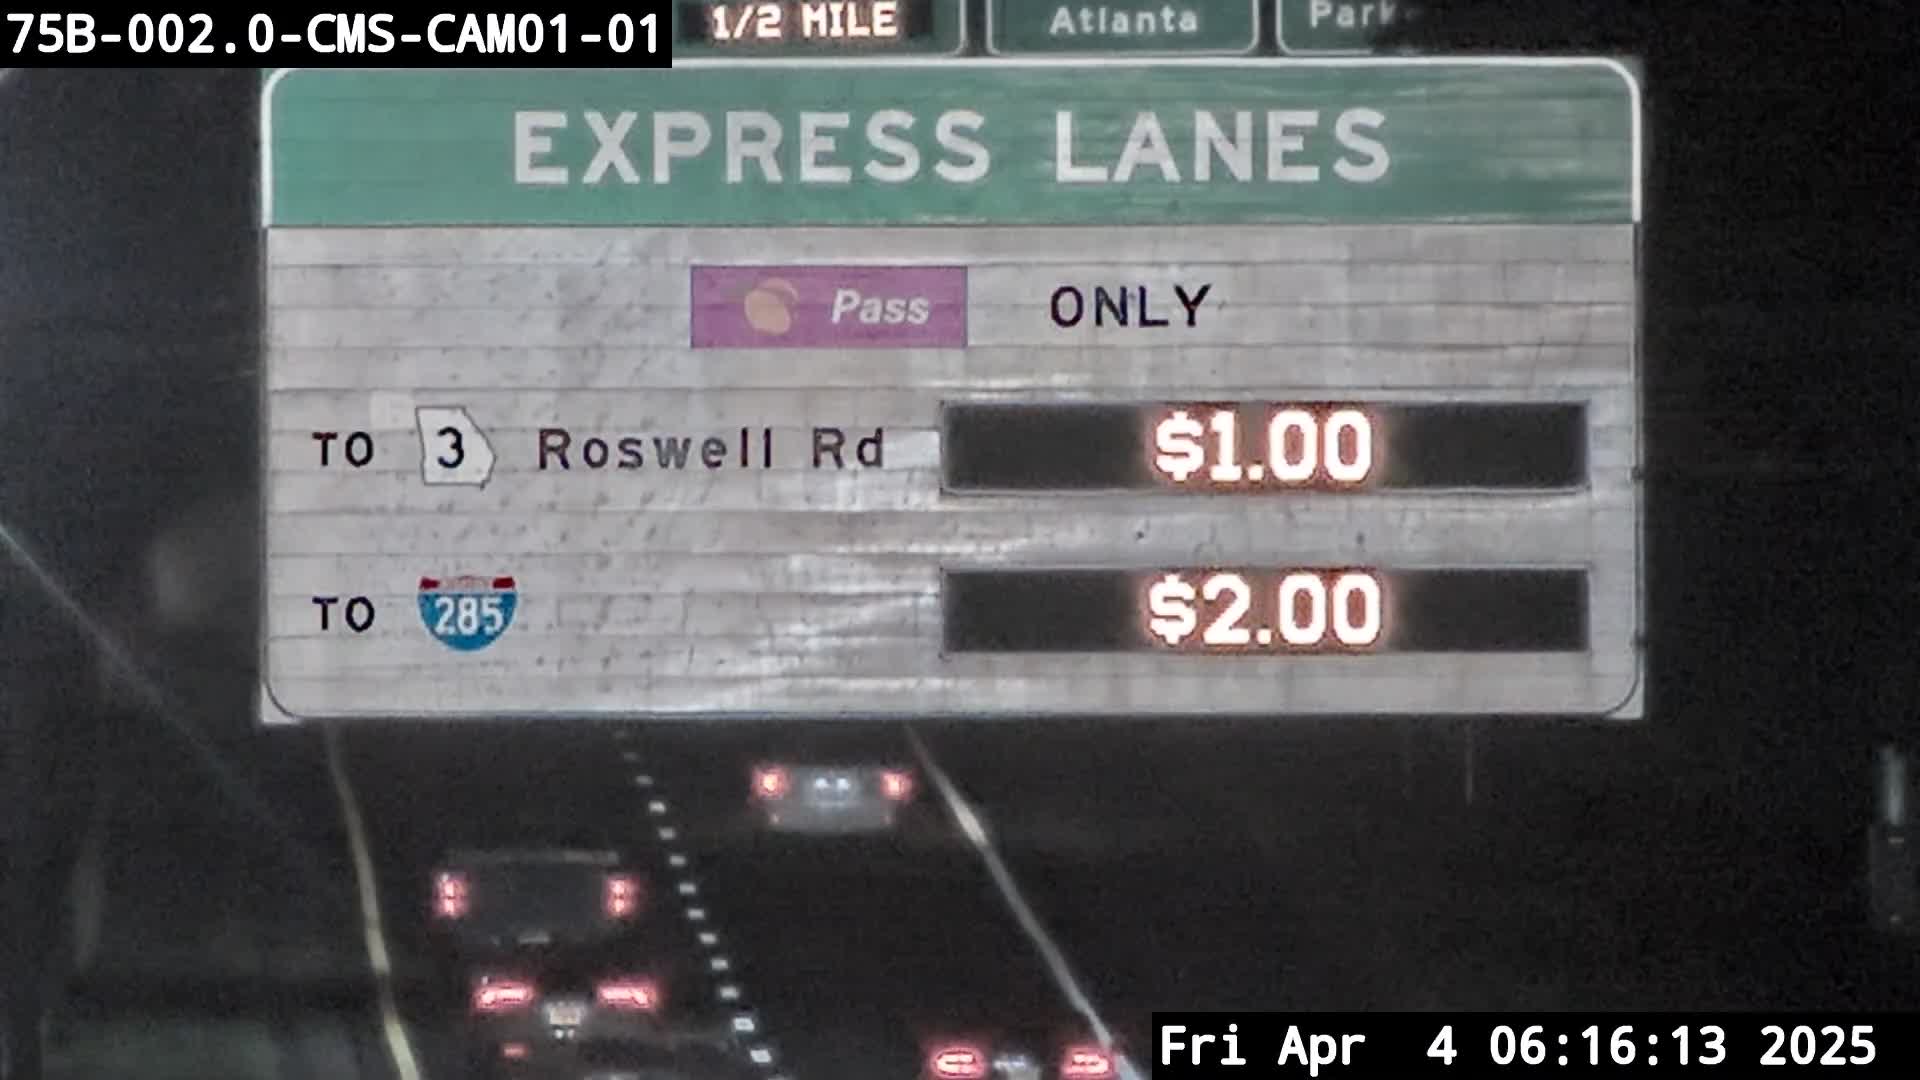 75B-002.0-CMS-CAM01-01
1/2 MILE
Atlanta
EXPRESS LANES
Pass ONLY
TO 3 Roswell Rd $1.00
TO 285 $2.00
Fri Apr 4 06:16:13 2025